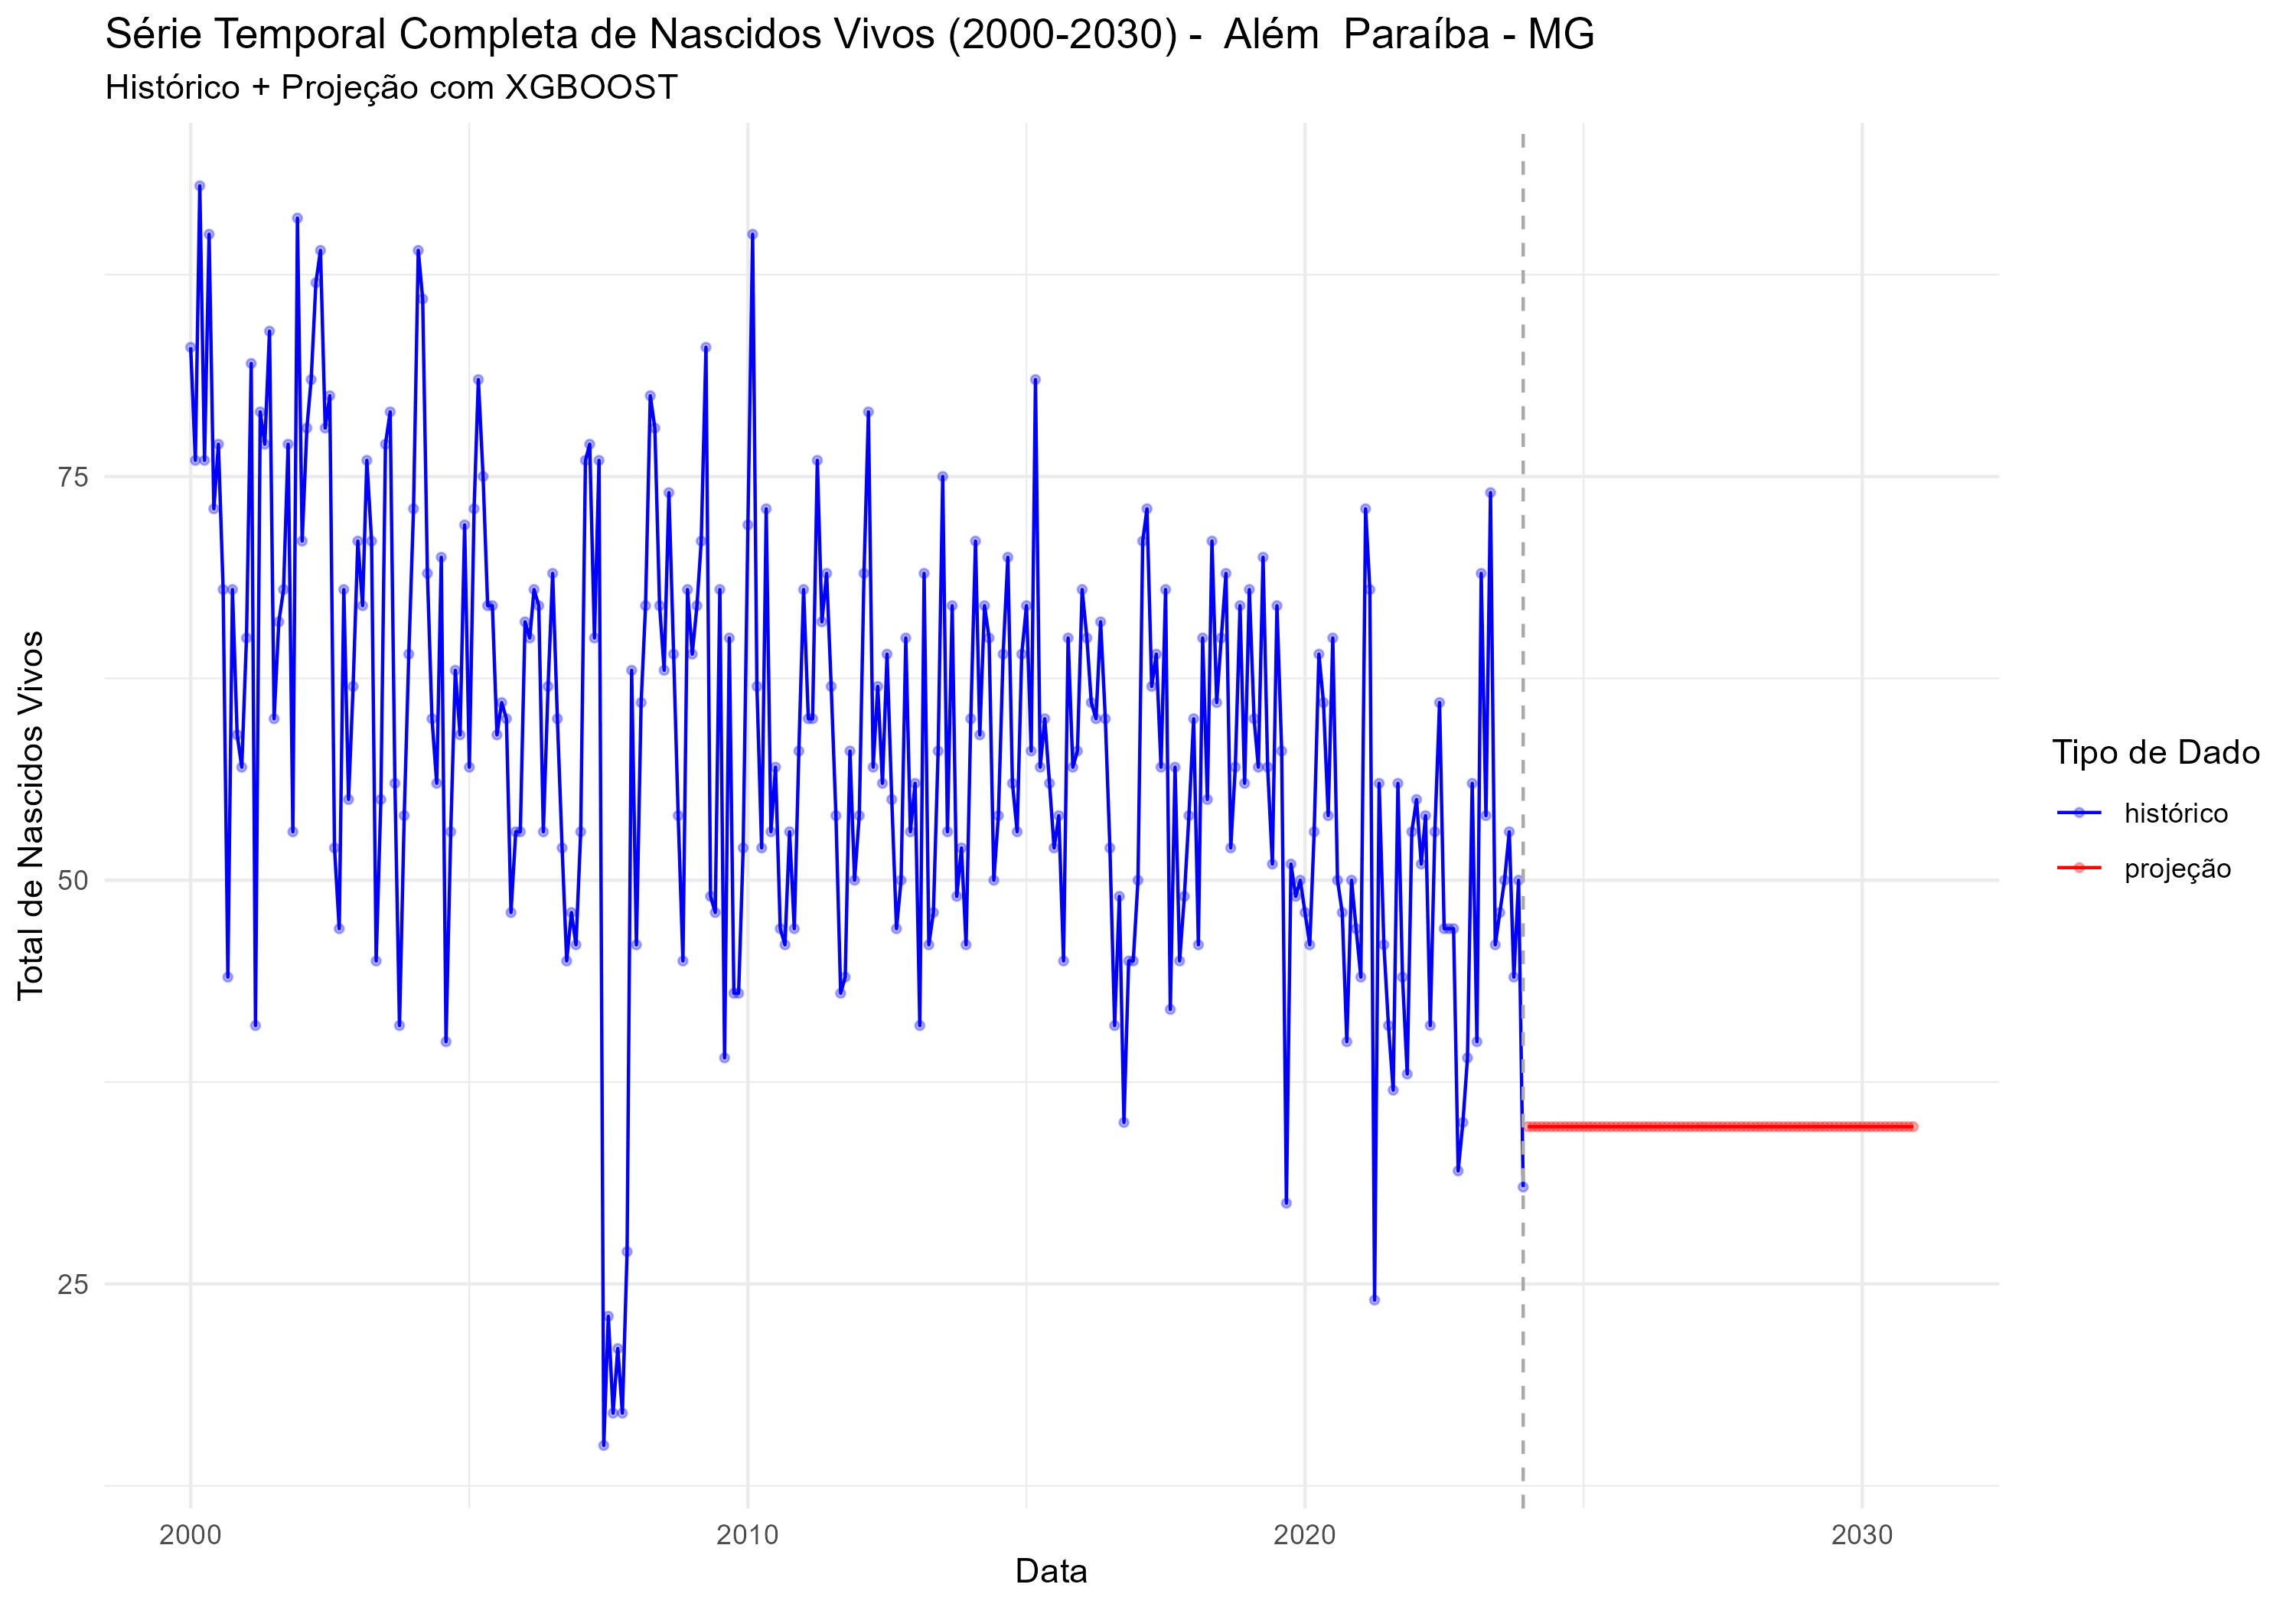 Série Temporal Completa de Nascidos Vivos (2000-2030) -  Além  Paraíba - MG
Histórico + Projeção com XGBOOST
Total de Nascidos Vivos
75
50
25
2000
2010
2020
2030
Data
Tipo de Dado
histórico
projeção